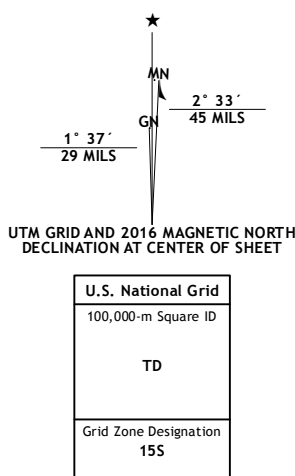 ★
MN
GN
2° 33´
45 MILS
1° 37´
29 MILS
UTM GRID AND 2016 MAGNETIC NORTH
DECLINATION AT CENTER OF SHEET
U.S. National Grid
100,000-m Square ID
TD
Grid Zone Designation
15S